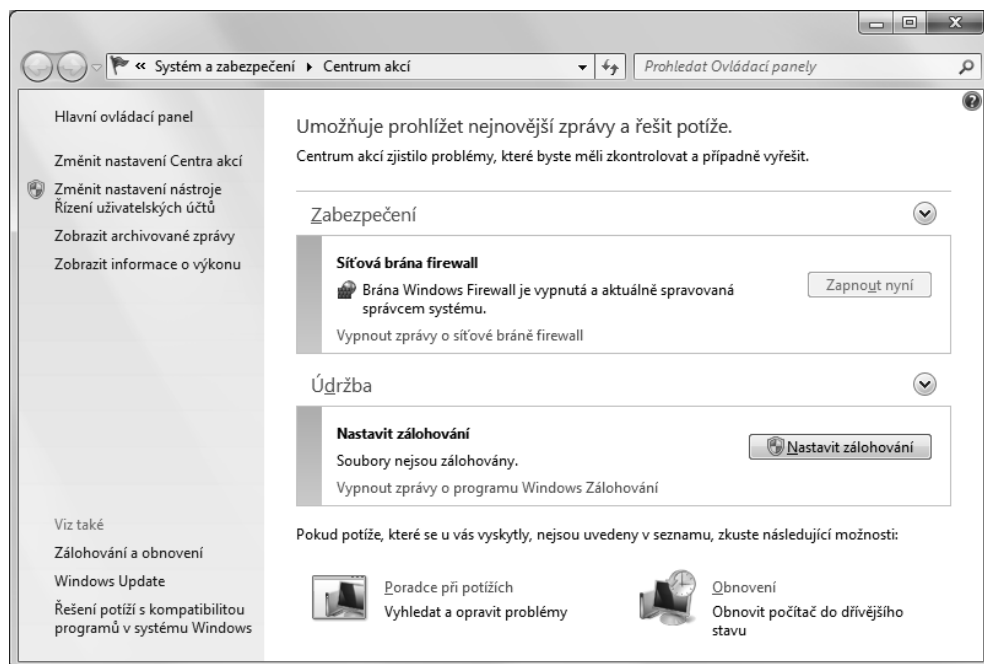 « Systém a zabezpečení ▸ Centrum akcí
Prohledat Ovládací panely
Hlavní ovládací panel
Změnit nastavení Centra akcí
Změnit nastavení nástroje
Řízení uživatelských účtů
Zobrazit archivované zprávy
Zobrazit informace o výkonu
Viz také
Zálohování a obnovení
Windows Update
Řešení potíží s kompatibilitou
programů v systému Windows
Umožňuje prohlížet nejnovější zprávy a řešit potíže.
Centrum akcí zjistilo problémy, které byste měli zkontrolovat a případně vyřešit.
Zabezpečení
Síťová brána firewall
Brána Windows Firewall je vypnutá a aktuálně spravovaná
správcem systému.
Zapnout nyní
Vypnout zprávy o síťové bráně firewall
Údržba
Nastavit zálohování
Soubory nejsou zálohovány.
Nastavit zálohování
Vypnout zprávy o programu Windows Zálohování
Pokud potíže, které se u vás vyskytly, nejsou uvedeny v seznamu, zkuste následující možnosti:
Poradce při potížích
Vyhledat a opravit problémy
Obnovení
Obnovit počítač do dřívějšího
stavu